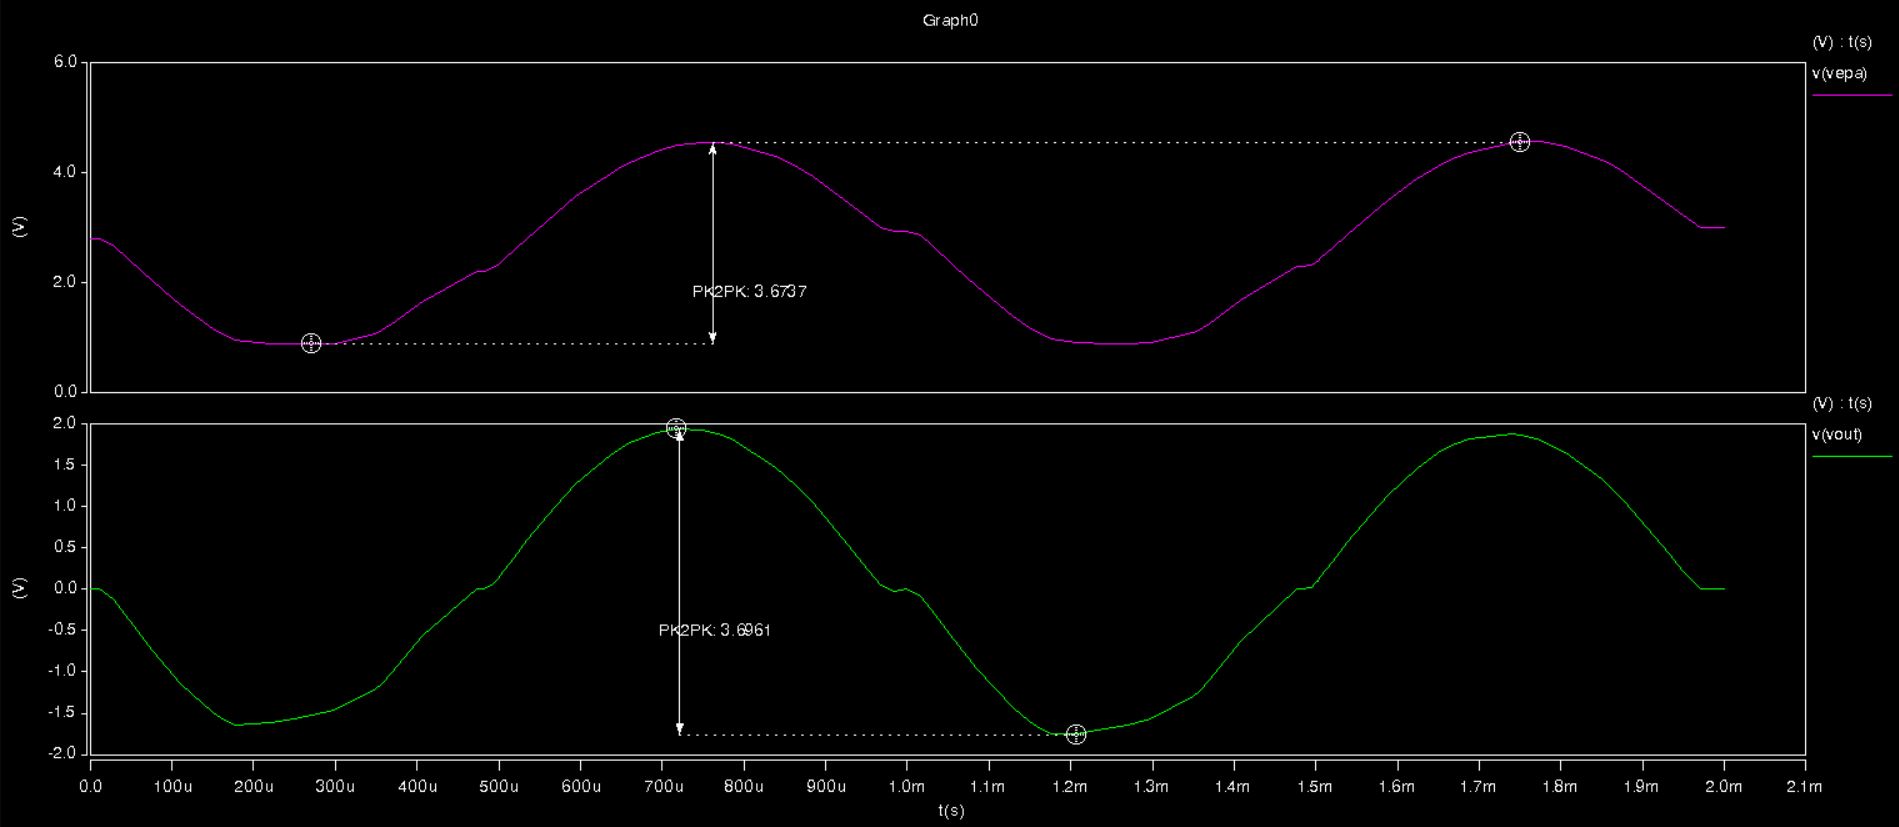 Graph0
(V) : t(s)
v(vepa)
6.0
4.0
(V)
2.0
PK2PK: 3.6737
0.0
(V) : t(s)
v(vout)
2.0
1.5
1.0
0.5
(V)
0.0
-0.5
PK2PK: 3.6961
-1.0
-1.5
-2.0
0.0 100u 200u 300u 400u 500u 600u 700u 800u 900u 1.0m 1.1m 1.2m 1.3m 1.4m 1.5m 1.6m 1.7m 1.8m 1.9m 2.0m 2.1m
t(s)